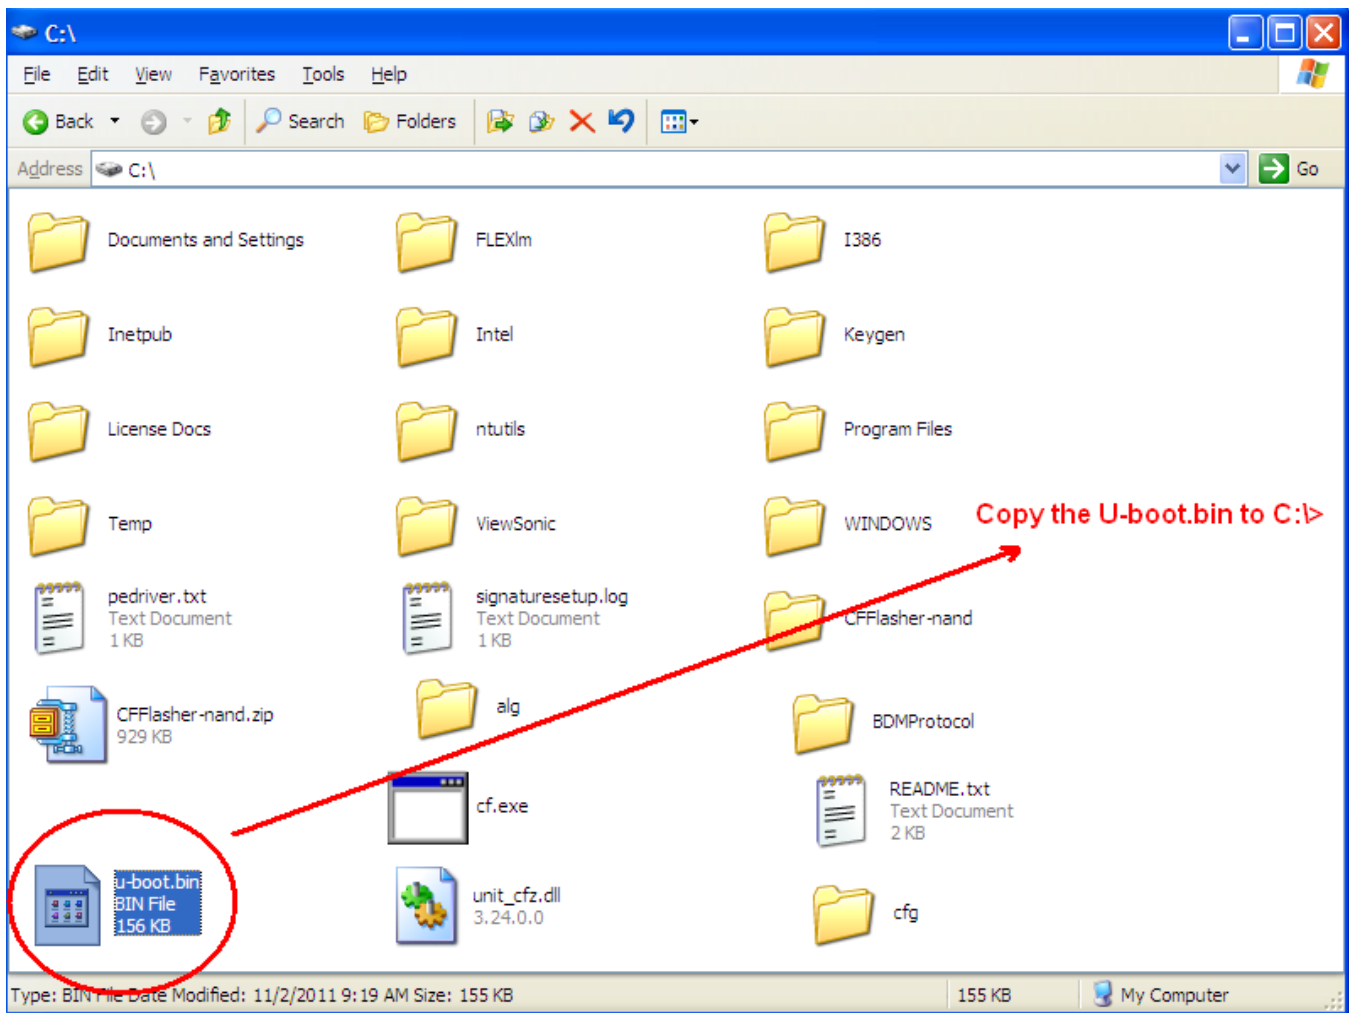 C:\
File Edit View Favorites Tools Help
Back Search Folders
Address C:\ Go
Documents and Settings FLEXlm I386
Inetpub Intel Keygen
License Docs ntutils Program Files
Temp ViewSonic WINDOWS
Copy the U-boot.bin to C:\>
pedriver.txt
Text Document
1 KB
signaturesetup.log
Text Document
1 KB
CFFlasher-nand
CFFlasher-nand.zip
929 KB
alg
BDMProtocol
cf.exe
README.txt
Text Document
2 KB
u-boot.bin
BIN File
156 KB
unit_cfz.dll
3.24.0.0
cfg
Type: BIN File Date Modified: 11/2/2011 9:19 AM Size: 155 KB 155 KB My Computer